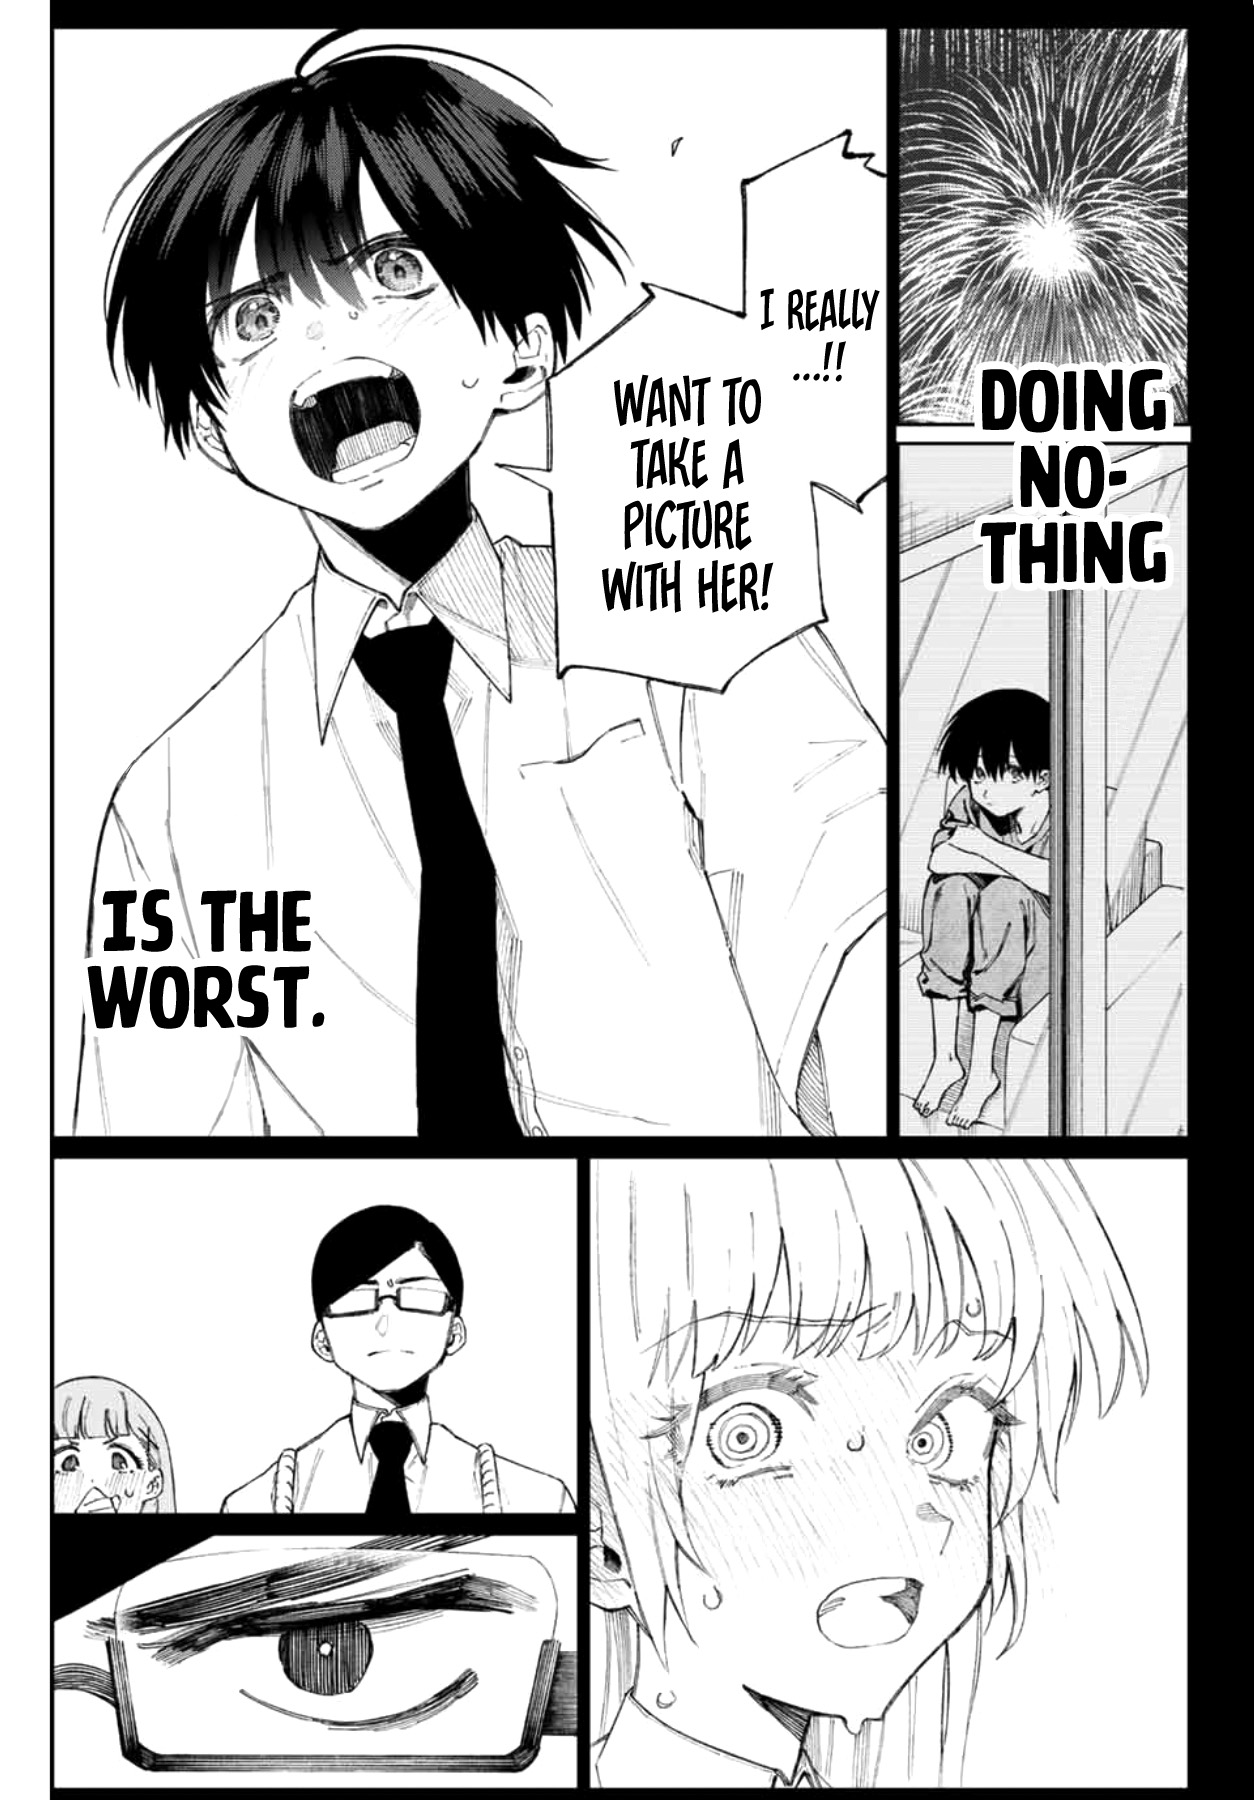 DOING
NO-
THING
I REALLY
...!!
WANT TO
TAKE A
PICTURE
WITH HER!
IS THE
WORST.